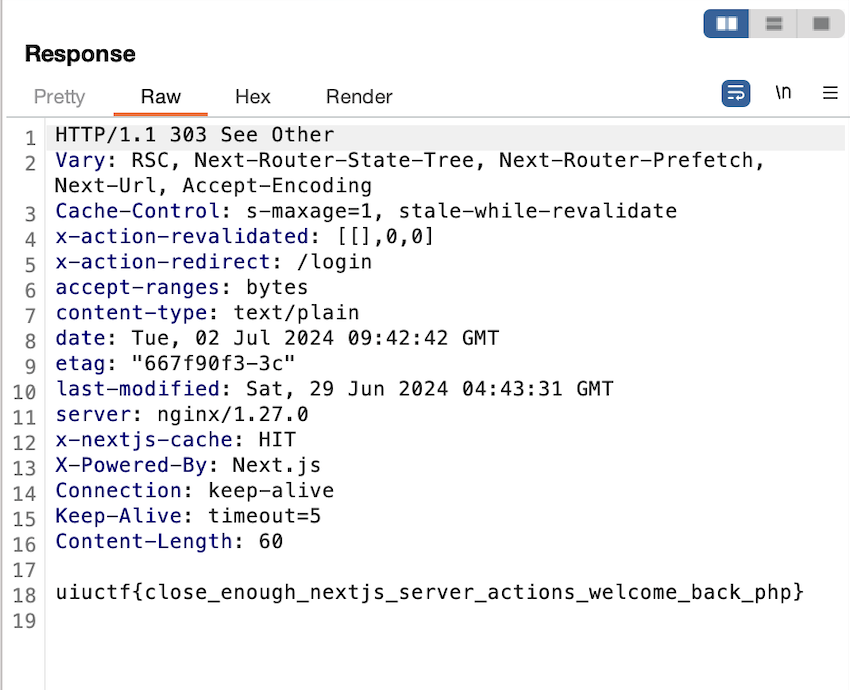 Response
Pretty Raw Hex Render \n
1 HTTP/1.1 303 See Other
2 Vary: RSC, Next-Router-State-Tree, Next-Router-Prefetch,
Next-Url, Accept-Encoding
3 Cache-Control: s-maxage=1, stale-while-revalidate
4 x-action-revalidated: [[],0,0]
5 x-action-redirect: /login
6 accept-ranges: bytes
7 content-type: text/plain
8 date: Tue, 02 Jul 2024 09:42:42 GMT
9 etag: "667f90f3-3c"
10 last-modified: Sat, 29 Jun 2024 04:43:31 GMT
11 server: nginx/1.27.0
12 x-nextjs-cache: HIT
13 X-Powered-By: Next.js
14 Connection: keep-alive
15 Keep-Alive: timeout=5
16 Content-Length: 60
17
18 uiuctf{close_enough_nextjs_server_actions_welcome_back_php}
19